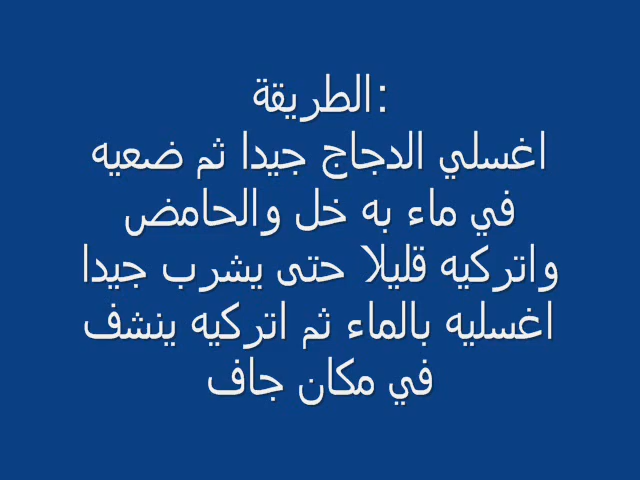 الطريقة:
اغسلي الدجاج جيدا ثم ضعيه
في ماء به خل والحامض
واتركيه قليلا حتى يشرب جيدا
اغسليه بالماء ثم اتركيه ينشف
في مكان جاف